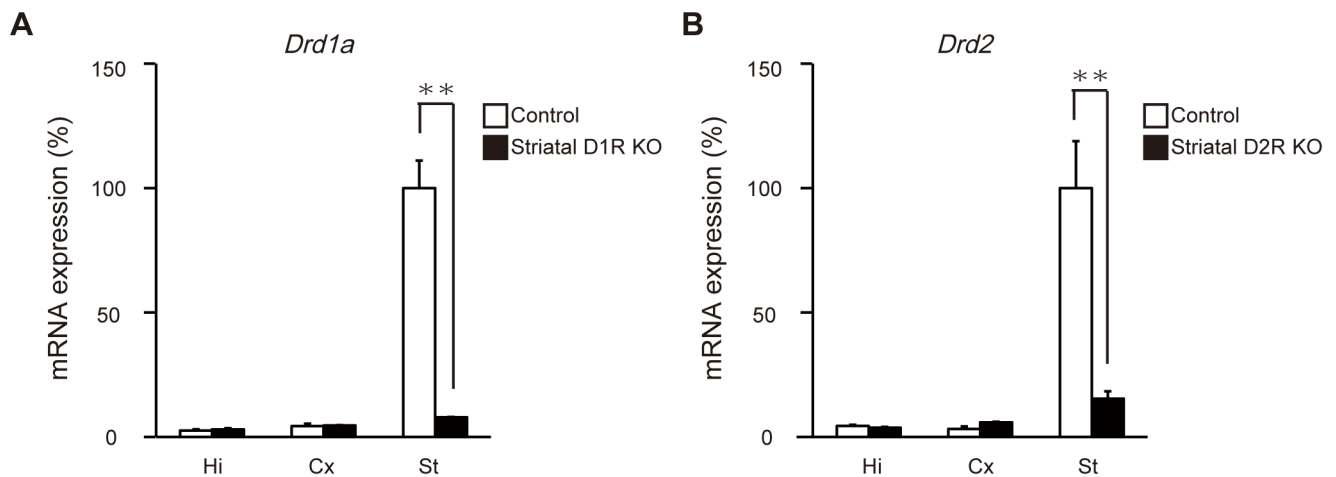 A
Drd1a
mRNA expression (%)
150
100
50
0
**
Control
Striatal D1R KO
Hi Cx St
B
Drd2
mRNA expression (%)
150
100
50
0
**
Control
Striatal D2R KO
Hi Cx St